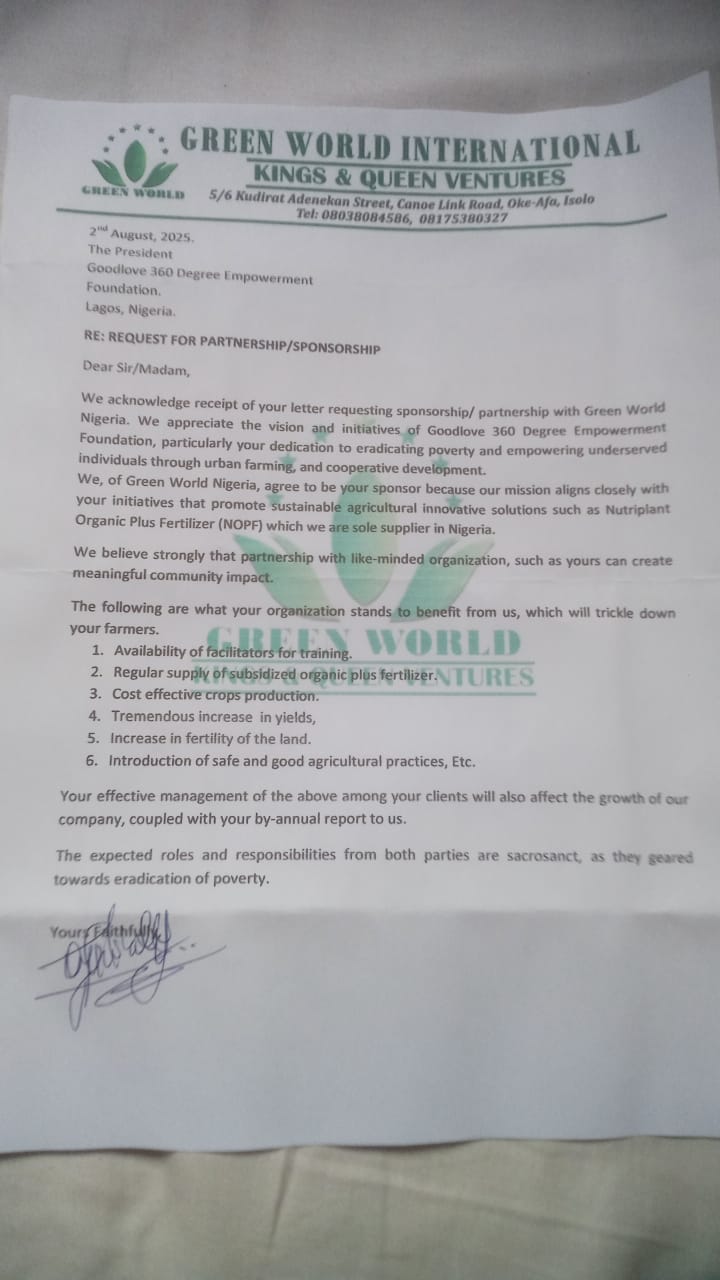 GREEN WORLD INTERNATIONAL
KINGS & QUEEN VENTURES
GREEN WORLD
5/6 Kudirat Adenekan Street, Canoe Link Road, Oke-Afa, Isolo
Tel: 08038084586, 08175380327
2nd August, 2025.
The President
Goodlove 360 Degree Empowerment
Foundation.
Lagos, Nigeria.
RE: REQUEST FOR PARTNERSHIP/SPONSORSHIP
Dear Sir/Madam,
We acknowledge receipt of your letter requesting sponsorship/ partnership with Green World
Nigeria. We appreciate the vision and initiatives of Goodlove 360 Degree Empowerment
Foundation, particularly your dedication to eradicating poverty and empowering underserved
individuals through urban farming, and cooperative development.
We, of Green World Nigeria, agree to be your sponsor because our mission aligns closely with
your initiatives that promote sustainable agricultural innovative solutions such as Nutriplant
Organic Plus Fertilizer (NOPF) which we are sole supplier in Nigeria.
We believe strongly that partnership with like-minded organization, such as yours can create
meaningful community impact.
The following are what your organization stands to benefit from us, which will trickle down
your farmers.
GREEN WORLD
KINGS & QUEEN VENTURES
1. Availability of facilitators for training.
2. Regular supply of subsidized organic plus fertilizer.
3. Cost effective crops production.
4. Tremendous increase in yields,
5. Increase in fertility of the land.
6. Introduction of safe and good agricultural practices, Etc.
Your effective management of the above among your clients will also affect the growth of our
company, coupled with your by-annual report to us.
The expected roles and responsibilities from both parties are sacrosanct, as they geared
towards eradication of poverty.
Yours Faithfully